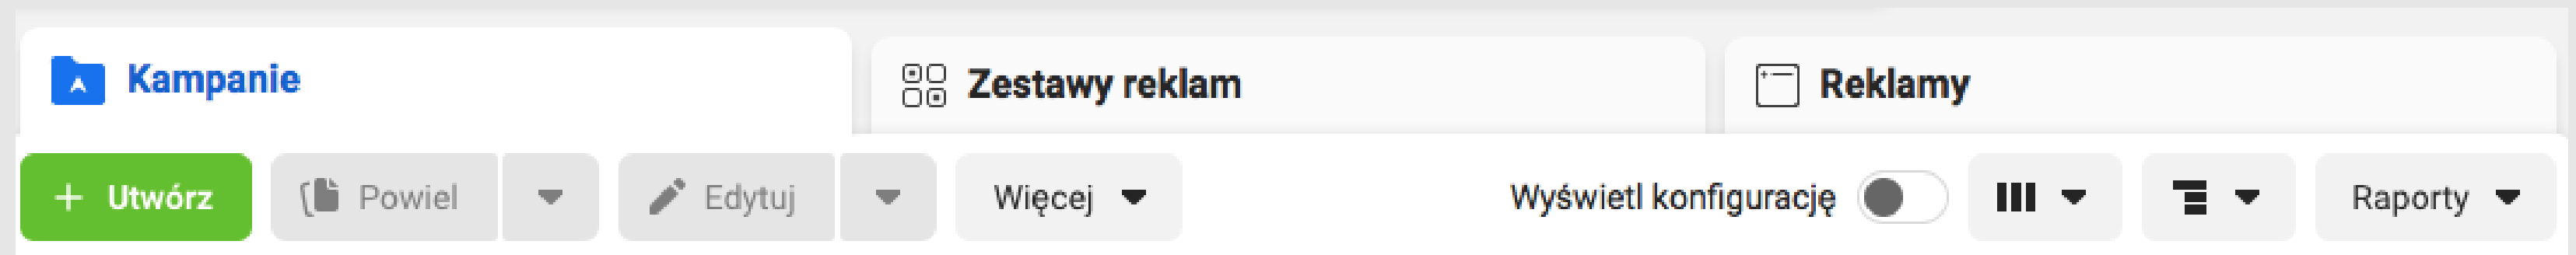 Kampanie
Zestawy reklam
Reklamy
+ Utwórz
Powiel
Edytuj
Więcej
Wyświetl konfigurację
Raporty